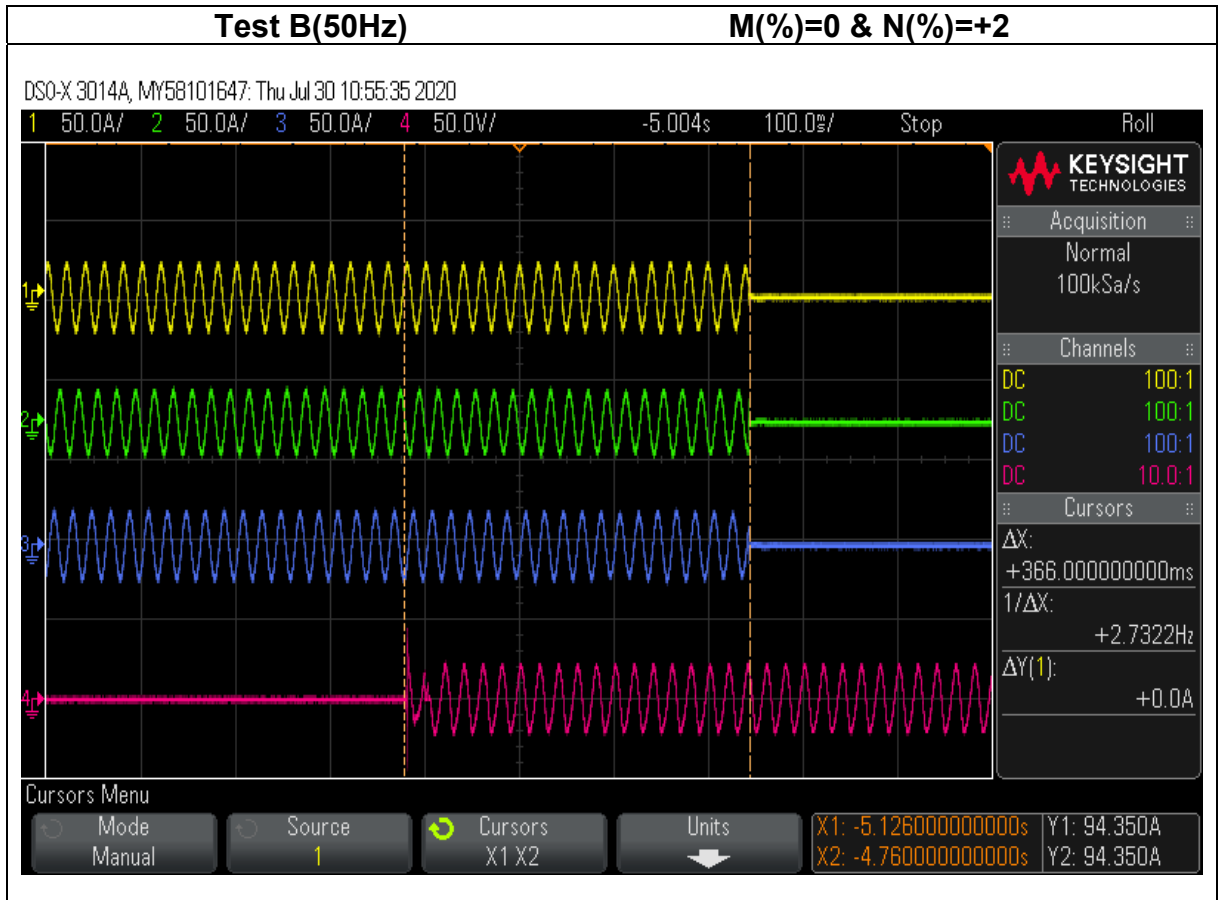 Test B(50Hz) M(%)=0 & N(%)=+2
DSO-X 3014A, MY58101647: Thu Jul 30 10:55:35 2020
1 50.0A/ 2 50.0A/ 3 50.0A/ 4 50.0V/ -5.004s 100.0ms/ Stop Roll
KEYSIGHT
TECHNOLOGIES
Acquisition
Normal
100kSa/s
Channels
DC 100:1
DC 100:1
DC 100:1
DC 10.0:1
Cursors
ΔX:
+366.000000000ms
1/ΔX:
+2.7322Hz
ΔY(1):
+0.0A
1
2
3
4
Cursors Menu
Mode
Manual
Source
1
Cursors
X1 X2
Units
X1: -5.126000000000s Y1: 94.350A
X2: -4.760000000000s Y2: 94.350A